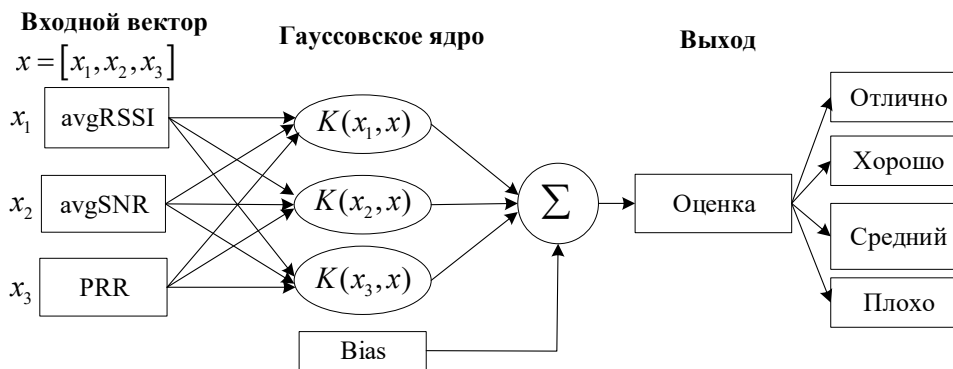 Входной вектор
x = [x₁, x₂, x₃]
Гауссовское ядро
Выход
x₁ avgRSSI
x₂ avgSNR
x₃ PRR
K(x₁, x)
K(x₂, x)
K(x₃, x)
Bias
Σ
Оценка
Отлично
Хорошо
Средний
Плохо